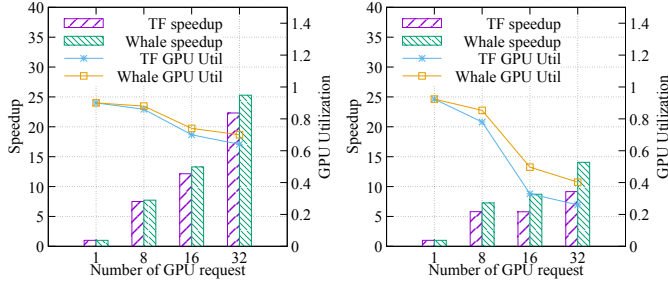 TF speedup
Whale speedup
TF GPU Util
Whale GPU Util
Speedup
40
35
30
25
20
15
10
5
0
1.4
1.2
1
0.8
0.6
0.4
0.2
0
GPU Utilization
1 8 16 32
Number of GPU request
TF speedup
Whale speedup
TF GPU Util
Whale GPU Util
Speedup
40
35
30
25
20
15
10
5
0
1.4
1.2
1
0.8
0.6
0.4
0.2
0
GPU Utilization
1 8 16 32
Number of GPU request